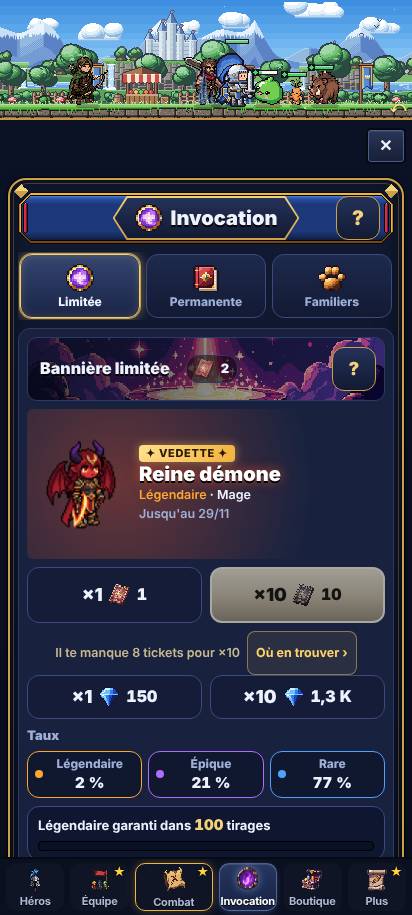 ×
Invocation
?
Limitée
Permanente
Familiers
Bannière limitée
2
?
✦ VEDETTE ✦
Reine démone
Légendaire · Mage
Jusqu'au 29/11
×1 1
×10 10
Il te manque 8 tickets pour ×10
Où en trouver ›
×1 150
×10 1,3 K
Taux
Légendaire
2 %
Épique
21 %
Rare
77 %
Légendaire garanti dans 100 tirages
Héros
Équipe
Combat
Invocation
Boutique
Plus